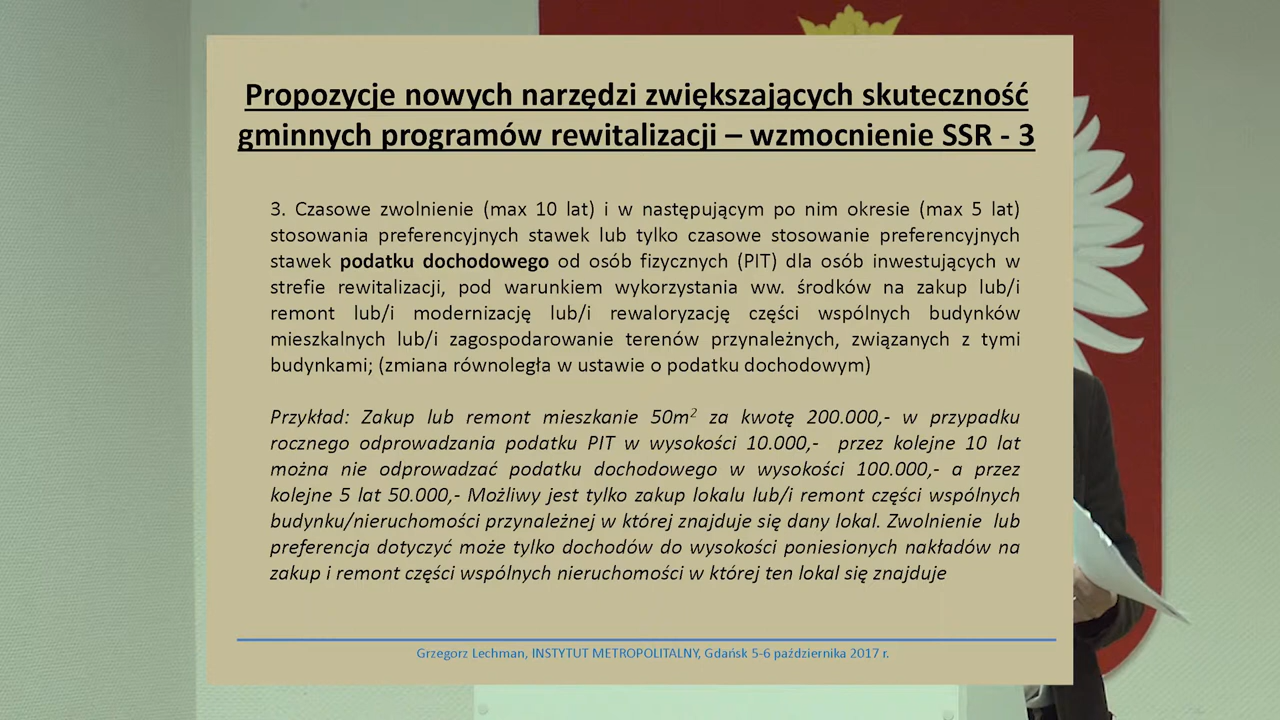 Propozycje nowych narzędzi zwiększających skuteczność
gminnych programów rewitalizacji – wzmocnienie SSR - 3
3. Czasowe zwolnienie (max 10 lat) i w następującym po nim okresie (max 5 lat)
stosowania preferencyjnych stawek lub tylko czasowe stosowanie preferencyjnych
stawek podatku dochodowego od osób fizycznych (PIT) dla osób inwestujących w
strefie rewitalizacji, pod warunkiem wykorzystania ww. środków na zakup lub/i
remont lub/i modernizację lub/i rewaloryzację części wspólnych budynków
mieszkalnych lub/i zagospodarowanie terenów przynależnych, związanych z tymi
budynkami; (zmiana równoległa w ustawie o podatku dochodowym)
Przykład: Zakup lub remont mieszkanie 50m² za kwotę 200.000,- w przypadku
rocznego odprowadzania podatku PIT w wysokości 10.000,- przez kolejne 10 lat
można nie odprowadzać podatku dochodowego w wysokości 100.000,- a przez
kolejne 5 lat 50.000,- Możliwy jest tylko zakup lokalu lub/i remont części wspólnych
budynku/nieruchomości przynależnej w której znajduje się dany lokal. Zwolnienie lub
preferencja dotyczyć może tylko dochodów do wysokości poniesionych nakładów na
zakup i remont części wspólnych nieruchomości w której ten lokal się znajduje
Grzegorz Lechman, INSTYTUT METROPOLITALNY, Gdańsk 5-6 października 2017 r.